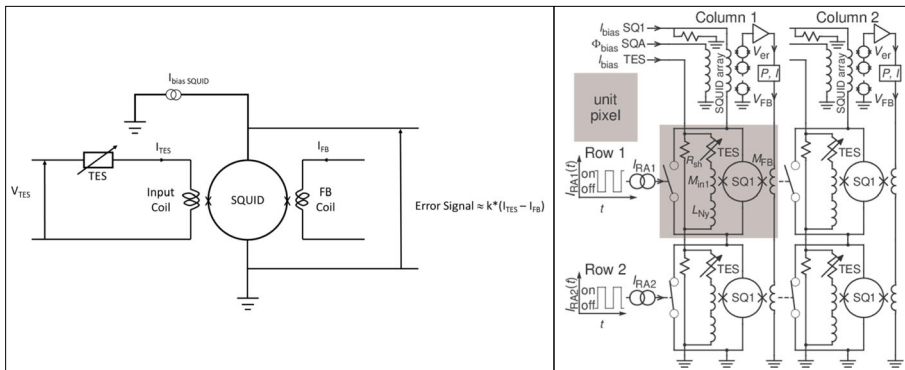 I_bias SQUID
I_TES
I_FB
V_TES
TES
Input
Coil
SQUID
FB
Coil
Error Signal ≈ k*(I_TES – I_FB)
Column 1
Column 2
I_bias SQ1
Φ_bias SQA
I_bias TES
SQUID array
V_er
P, I
V_FB
SQUID array
V_er
P, I
V_FB
unit
pixel
Row 1
I_RA1(t)
on
off
t
I_RA1
R_sh
TES
M_FB
M_in1
SQ1
L_Ny
TES
SQ1
Row 2
I_RA2(t)
on
off
t
I_RA2
TES
SQ1
TES
SQ1